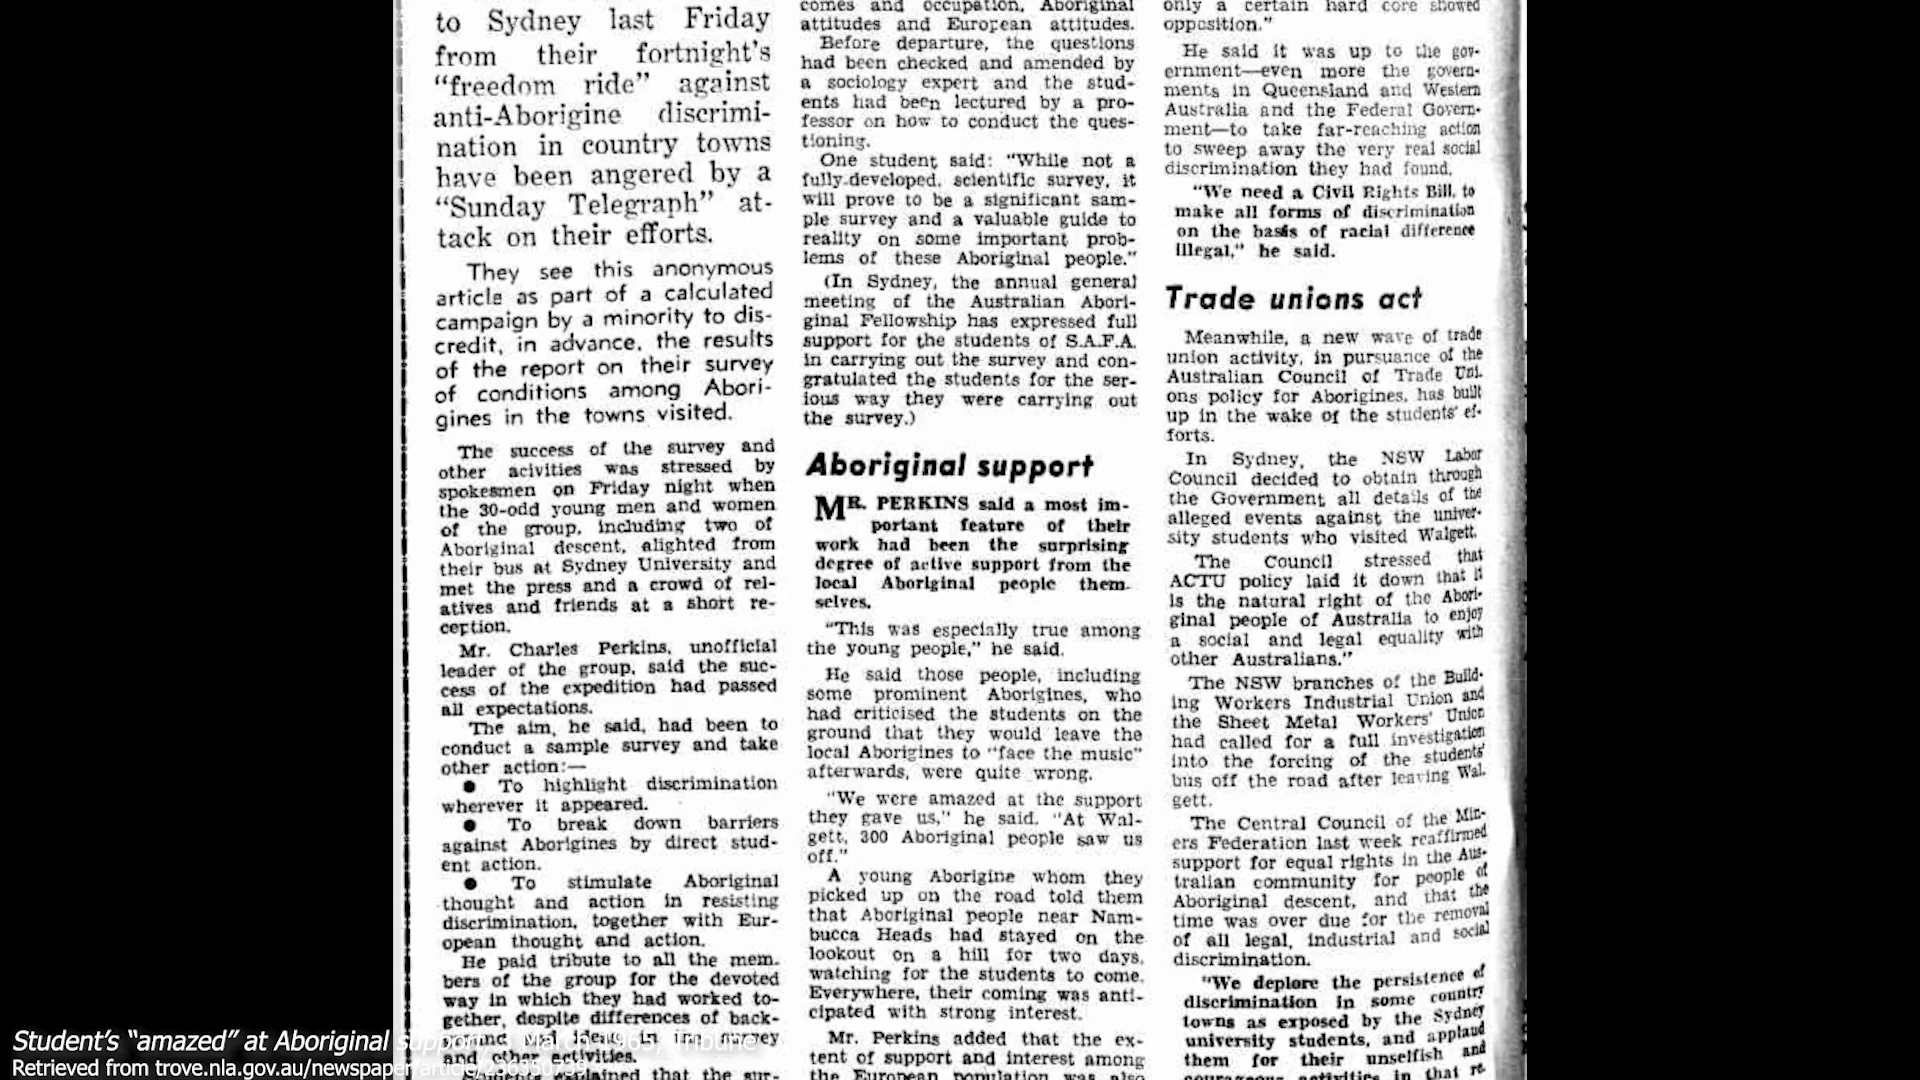 to Sydney last Friday
from their fortnight's
"freedom ride" against
anti-Aborigine discrimi-
nation in country towns
have been angered by a
"Sunday Telegraph" at-
tack on their efforts.
They see this anonymous
article as part of a calculated
campaign by a minority to dis-
credit, in advance, the results
of the report on their survey
of conditions among Abori-
gines in the towns visited.
The success of the survey and
other acivities was stressed by
spokesmen on Friday night when
the 30-odd young men and women
of the group, including two of
Aboriginal descent, alighted from
their bus at Sydney University and
met the press and a crowd of rel-
atives and friends at a short re-
ception.
Mr. Charles Perkins, unofficial
leader of the group, said the suc-
cess of the expedition had passed
all expectations.
The aim, he said, had been to
conduct a sample survey and take
other action:—
● To highlight discrimination
wherever it appeared.
● To break down barriers
against Aborigines by direct stud-
ent action.
● To stimulate Aboriginal
thought and action in resisting
discrimination, together with Eur-
opean thought and action.
He paid tribute to all the mem.
bers of the group for the devoted
way in which they had worked to-
gether, despite differences of back-
and other activities.
comes and occupation, Aboriginal
attitudes and European attitudes.
Before departure, the questions
had been checked and amended by
a sociology expert and the stud-
ents had been lectured by a pro-
fessor on how to conduct the ques-
tioning.
One student said: "While not a
fully-developed, scientific survey, it
will prove to be a significant sam-
ple survey and a valuable guide to
reality on some important prob-
lems of these Aboriginal people."
(In Sydney, the annual general
meeting of the Australian Abori-
ginal Fellowship has expressed full
support for the students of S.A.F.A.
in carrying out the survey and con-
gratulated the students for the ser-
ious way they were carrying out
the survey.)
Aboriginal support
MR. PERKINS said a most im-
portant feature of their
work had been the surprising
degree of active support from the
local Aboriginal people them-
selves.
"This was especially true among
the young people," he said.
He said those people, including
some prominent Aborigines, who
had criticised the students on the
ground that they would leave the
local Aborigines to "face the music"
afterwards, were quite wrong.
"We were amazed at the support
they gave us," he said. "At Wal-
gett, 300 Aboriginal people saw us
off."
A young Aborigine whom they
picked up on the road told them
that Aboriginal people near Nam-
bucca Heads had stayed on the
lookout on a hill for two days,
watching for the students to come.
Everywhere, their coming was anti-
cipated with strong interest.
Mr. Perkins added that the ex-
tent of support and interest among
the European population was also
only a certain hard core showed
opposition."
He said it was up to the gov-
ernment—even more the govern-
ments in Queensland and Western
Australia and the Federal Govern-
ment—to take far-reaching action
to sweep away the very real social
discrimination they had found.
"We need a Civil Rights Bill, to
make all forms of discrimination
on the basis of racial difference
illegal," he said.
Trade unions act
Meanwhile, a new wave of trade
union activity, in pursuance of the
Australian Council of Trade Uni.
ons policy for Aborigines, has built
up in the wake of the students' ef-
forts.
In Sydney, the NSW Labor
Council decided to obtain through
the Government all details of the
alleged events against the univer-
sity students who visited Walgett.
The Council stressed that
ACTU policy laid it down that it
is the natural right of the Abori-
ginal people of Australia to enjoy
a social and legal equality with
other Australians."
The NSW branches of the Build-
ing Workers Industrial Union and
the Sheet Metal Workers' Union
had called for a full investigation
into the forcing of the students'
bus off the road after leaving Wal.
gett.
The Central Council of the Min-
ers Federation last week reaffirmed
support for equal rights in the Aus-
tralian community for people of
Aboriginal descent, and that the
time was over due for the removal
of all legal, industrial and social
discrimination.
"We deplore the persistence of
discrimination in some country
towns as exposed by the Sydney
university students, and applaud
them for their unselfish and
courageous activities in that re-
Student's "amazed" at Aboriginal support, March 1965, Tribune
Retrieved from trove.nla.gov.au/newspaper/article/